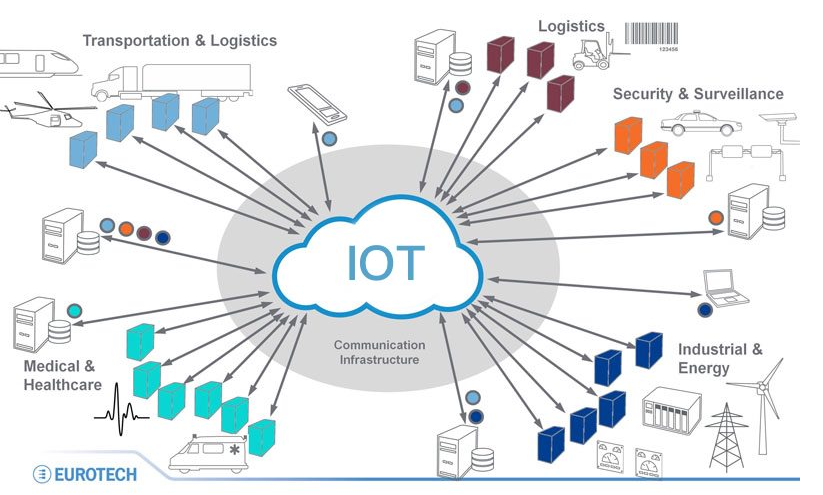 Transportation & Logistics
Logistics
123456
Security & Surveillance
IOT
Communication
Infrastructure
Medical &
Healthcare
Industrial &
Energy
EUROTECH